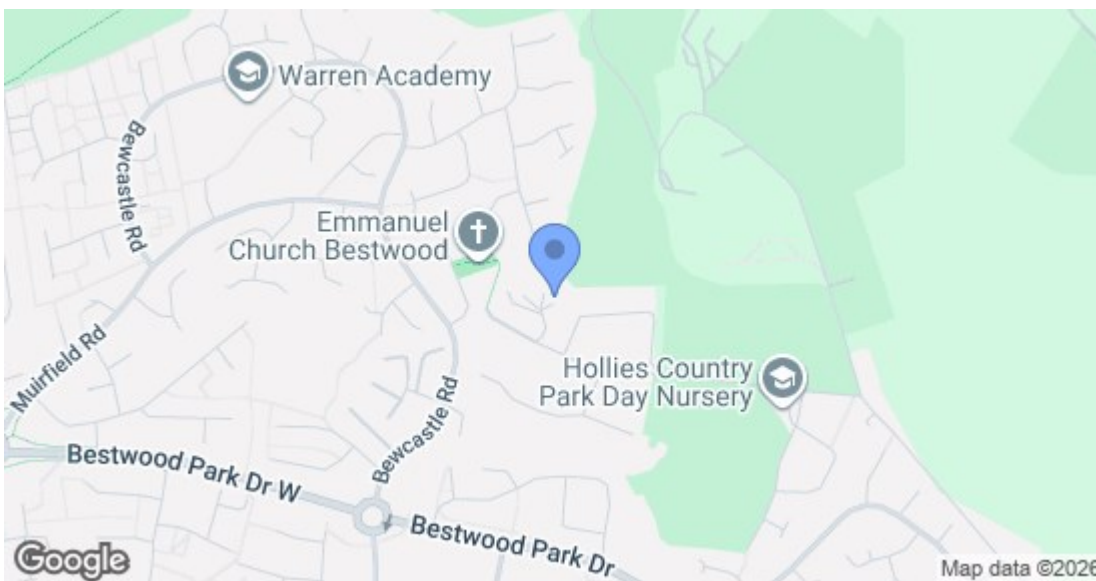 Warren Academy
Bewcastle Rd
Emmanuel
Church Bestwood
Muirfield Rd
Hollies Country
Park Day Nursery
Bewcastle Rd
Bestwood Park Dr W
Bestwood Park Dr
Google
Map data ©2026